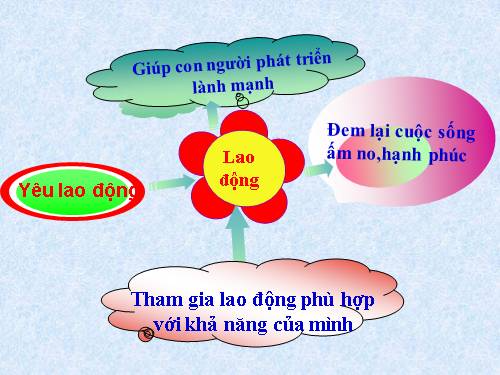 Giúp con người phát triển
lành mạnh
Đem lại cuộc sống
ấm no,hạnh phúc
Lao
động
Yêu lao động
Tham gia lao động phù hợp
với khả năng của mình